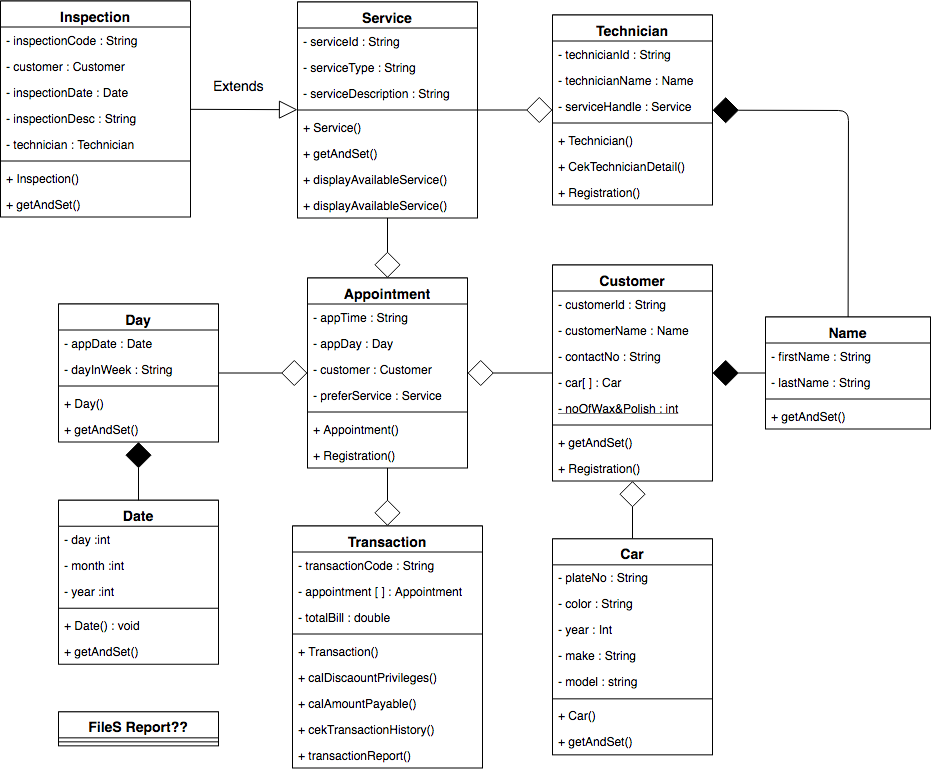 Inspection
- inspectionCode : String
- customer : Customer
- inspectionDate : Date
- inspectionDesc : String
- technician : Technician
+ Inspection()
+ getAndSet()
Extends
Service
- serviceId : String
- serviceType : String
- serviceDescription : String
+ Service()
+ getAndSet()
+ displayAvailableService()
+ displayAvailableService()
Technician
- technicianId : String
- technicianName : Name
- serviceHandle : Service
+ Technician()
+ CekTechnicianDetail()
+ Registration()
Day
- appDate : Date
- dayInWeek : String
+ Day()
+ getAndSet()
Appointment
- appTime : String
- appDay : Day
- customer : Customer
- preferService : Service
+ Appointment()
+ Registration()
Customer
- customerId : String
- customerName : Name
- contactNo : String
- car[ ] : Car
- noOfWax&Polish : int
+ getAndSet()
+ Registration()
Name
- firstName : String
- lastName : String
+ getAndSet()
Date
- day :int
- month :int
- year :int
+ Date() : void
+ getAndSet()
Transaction
- transactionCode : String
- appointment [ ] : Appointment
- totalBill : double
+ Transaction()
+ calDiscaountPrivileges()
+ calAmountPayable()
+ cekTransactionHistory()
+ transactionReport()
Car
- plateNo : String
- color : String
- year : Int
- make : String
- model : string
+ Car()
+ getAndSet()
FileS Report??